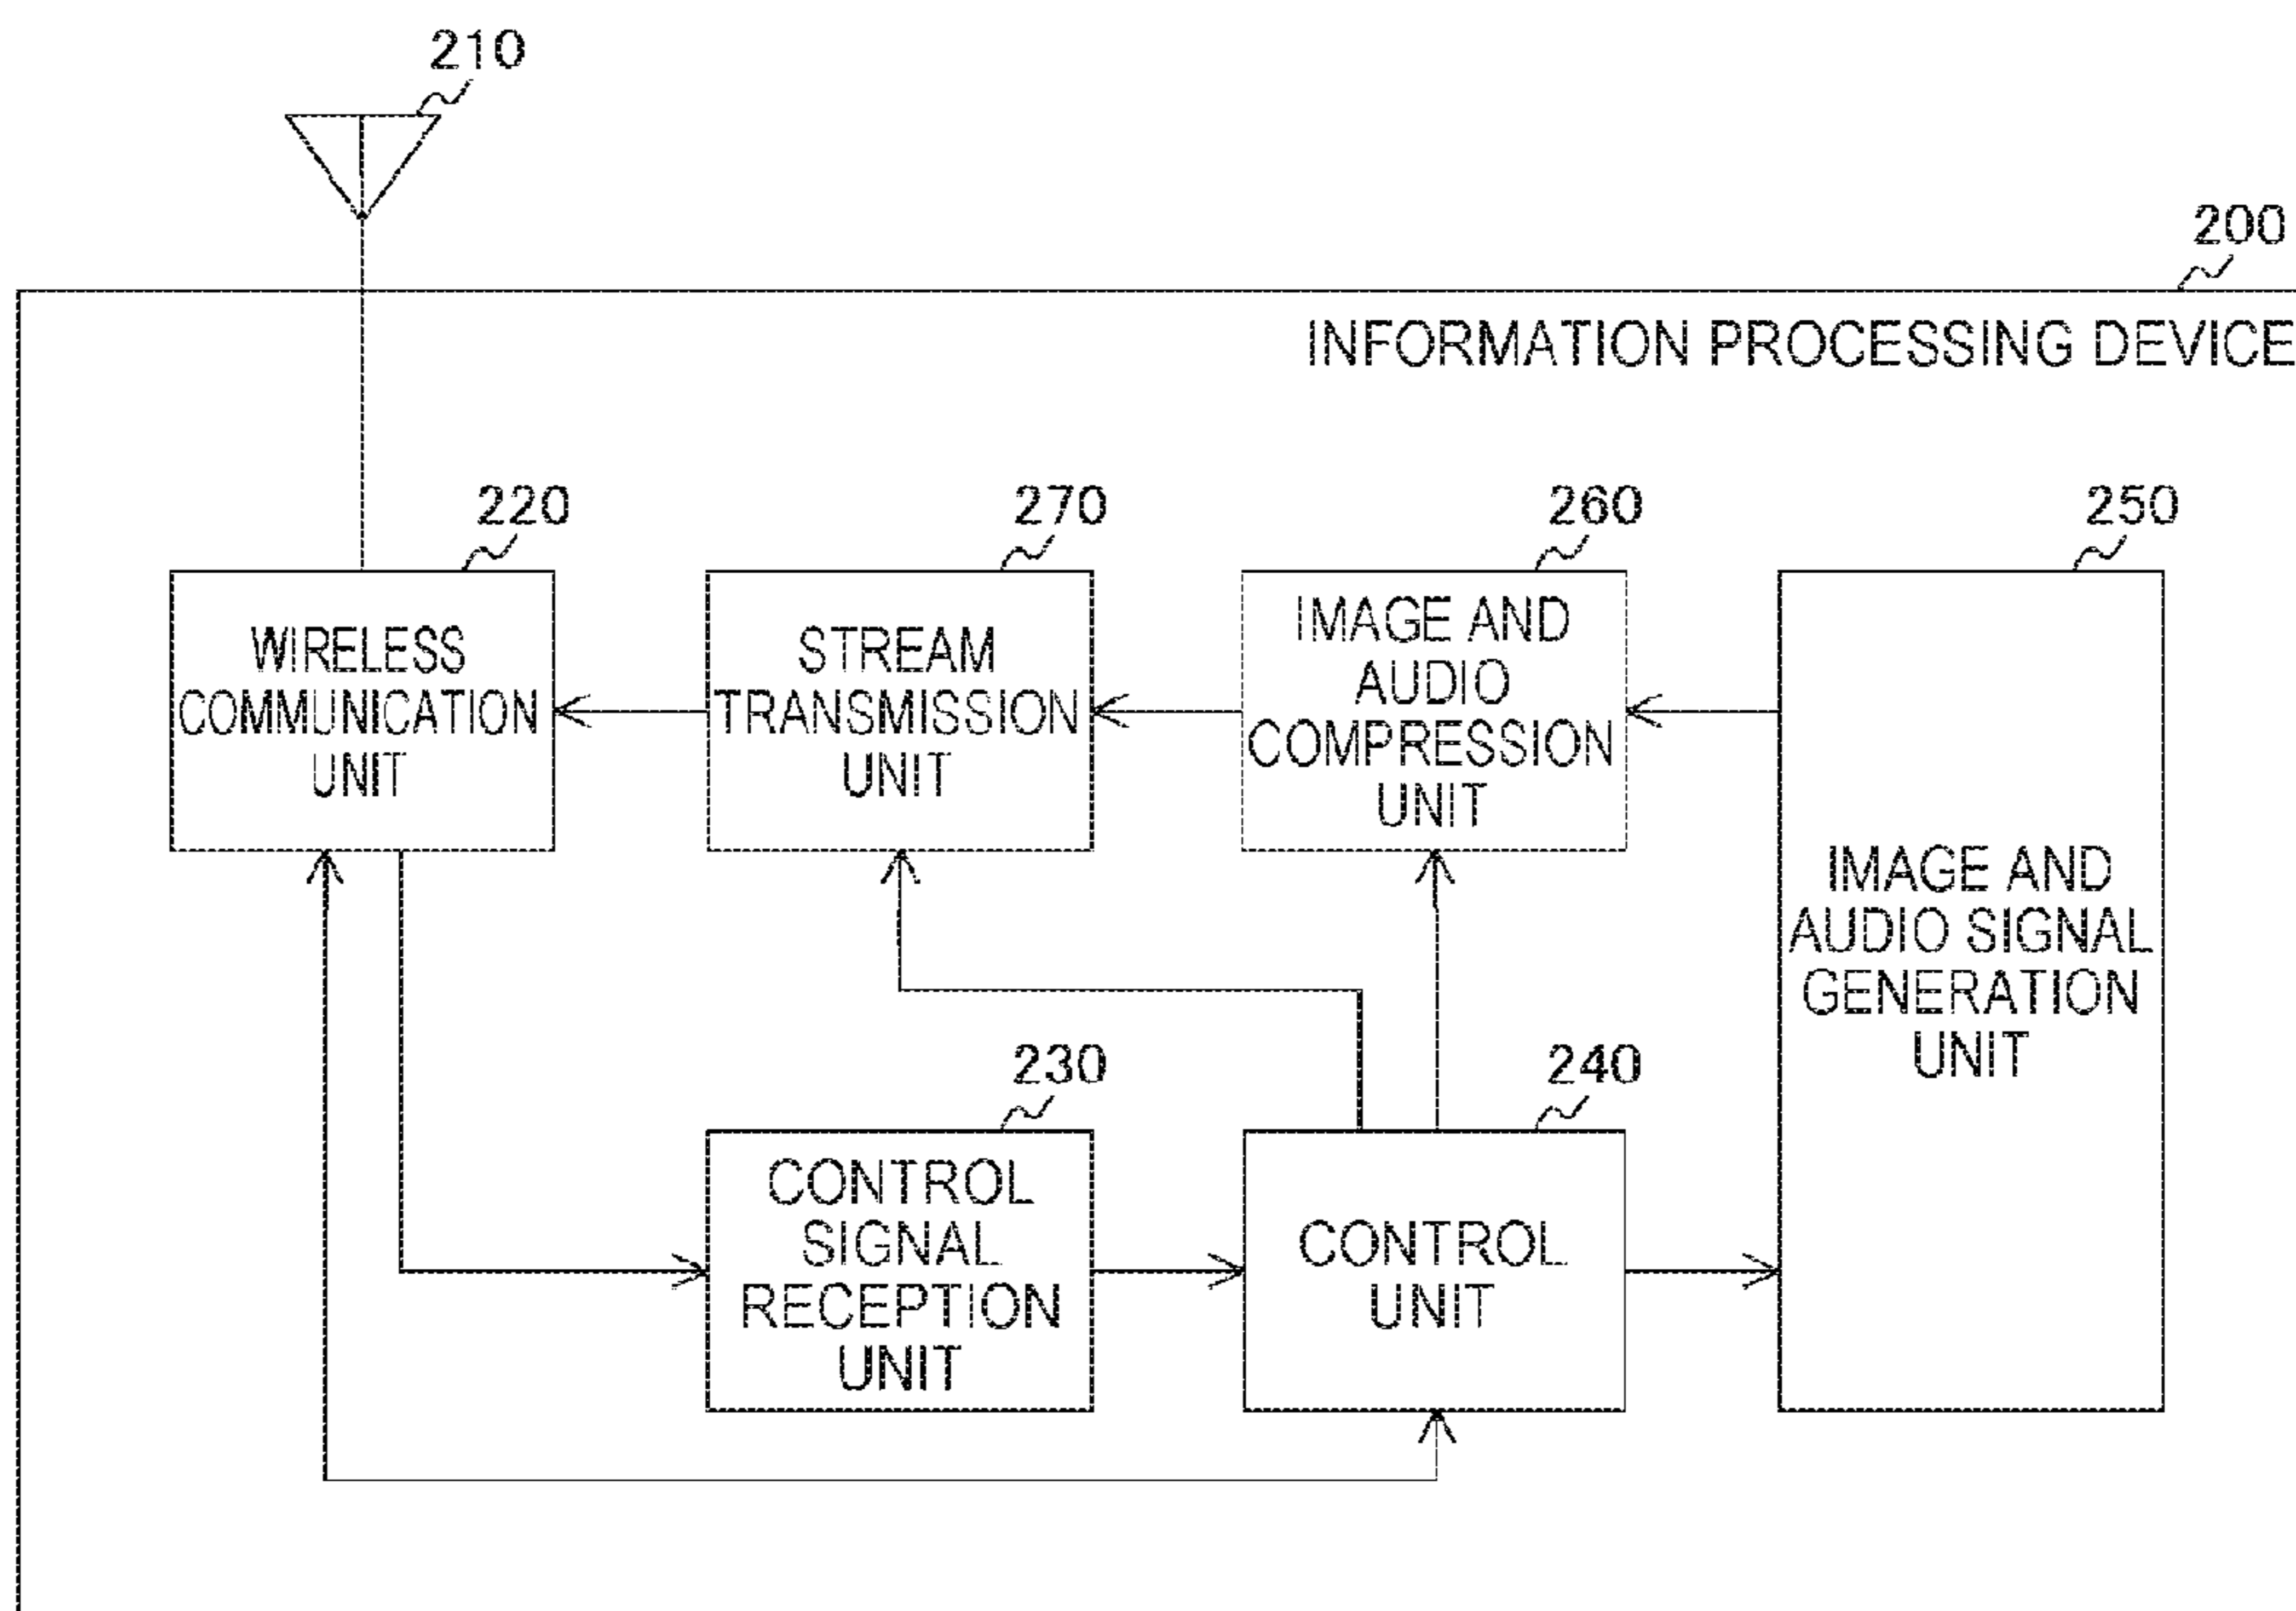 210
200
INFORMATION PROCESSING DEVICE
220
WIRELESS
COMMUNICATION
UNIT
270
STREAM
TRANSMISSION
UNIT
260
IMAGE AND
AUDIO
COMPRESSION
UNIT
250
IMAGE AND
AUDIO SIGNAL
GENERATION
UNIT
230
CONTROL
SIGNAL
RECEPTION
UNIT
240
CONTROL
UNIT